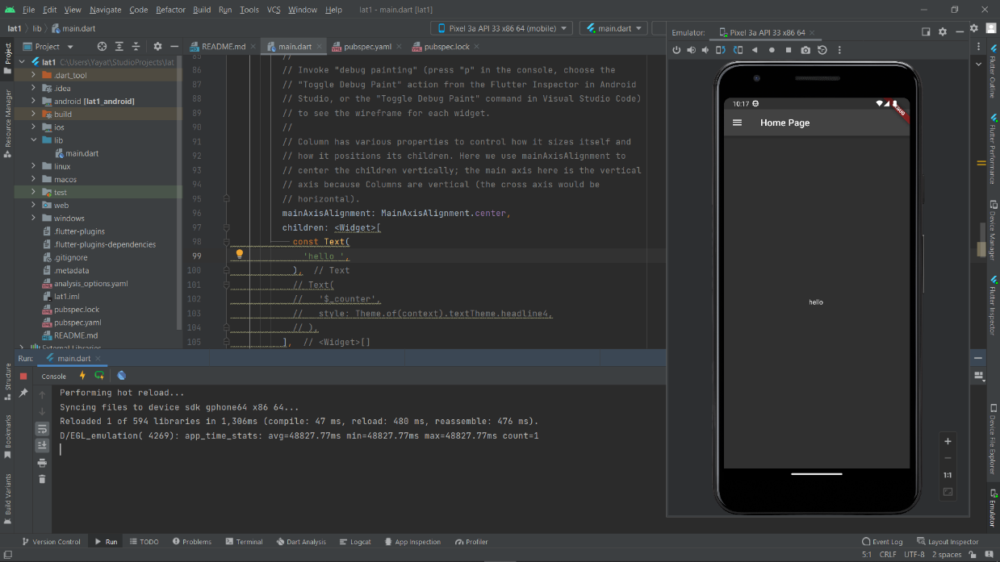 File Edit View Navigate Code Refactor Build Run Tools VCS Window Help lat1 - main.dart [lat1]
lat1 lib main.dart
Pixel 3a API 33 x86 64 (mobile) main.dart
Emulator: Pixel 3a API 33 x86 64
Project
README.md main.dart pubspec.yaml pubspec.lock
lat1 C:\Users\Yayat\StudioProjects\lat
.dart_tool
.idea
android [lat1_android]
build
ios
lib
main.dart
linux
macos
test
web
windows
.flutter-plugins
.flutter-plugins-dependencies
.gitignore
.metadata
analysis_options.yaml
lat1.iml
pubspec.lock
pubspec.yaml
README.md
External Libraries
85 //
86 // Invoke "debug painting" (press "p" in the console, choose the
87 // "Toggle Debug Paint" action from the Flutter Inspector in Android
88 // Studio, or the "Toggle Debug Paint" command in Visual Studio Code)
89 // to see the wireframe for each widget.
90 //
91 // Column has various properties to control how it sizes itself and
92 // how it positions its children. Here we use mainAxisAlignment to
93 // center the children vertically; the main axis here is the vertical
94 // axis because Columns are vertical (the cross axis would be
95 // horizontal).
96 mainAxisAlignment: MainAxisAlignment.center,
97 children: <Widget>[
98 const Text(
99 'hello ',
100 ), // Text
101 // Text(
102 // '$_counter',
103 // style: Theme.of(context).textTheme.headline4,
104 // ),
105 ], // <Widget>[]
10:17
DEBUG
Home Page
hello
1:1
Run: main.dart
Console
Performing hot reload...
Syncing files to device sdk gphone64 x86 64...
Reloaded 1 of 594 libraries in 1,306ms (compile: 47 ms, reload: 480 ms, reassemble: 476 ms).
D/EGL_emulation( 4269): app_time_stats: avg=48827.77ms min=48827.77ms max=48827.77ms count=1
Project
Resource Manager
Structure
Bookmarks
Build Variants
Flutter Outline
Flutter Performance
Device Manager
Flutter Inspector
Device File Explorer
Emulator
Version Control Run TODO Problems Terminal Dart Analysis Logcat App Inspection Profiler Event Log Layout Inspector
5:1 CRLF UTF-8 2 spaces